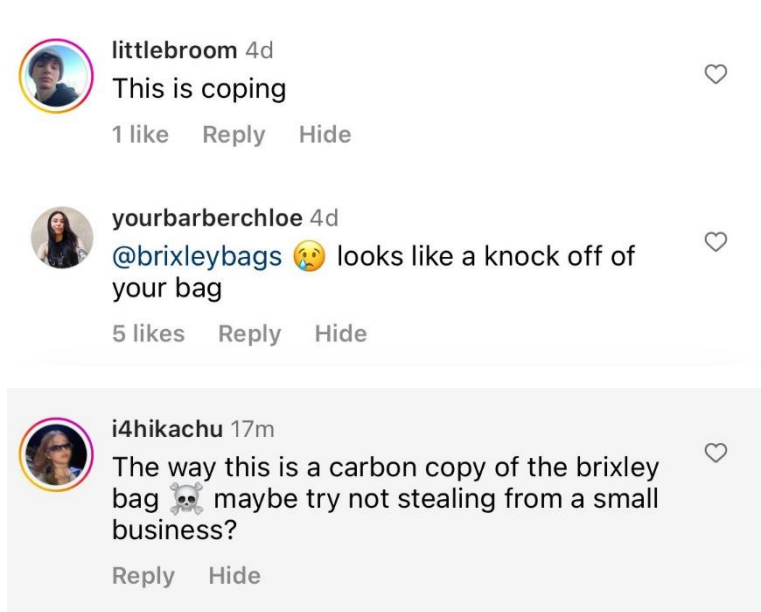 littlebroom 4d
This is coping
1 like Reply Hide
yourbarberchloe 4d
@brixleybags 😢 looks like a knock off of
your bag
5 likes Reply Hide
i4hikachu 17m
The way this is a carbon copy of the brixley
bag ☠️ maybe try not stealing from a small
business?
Reply Hide